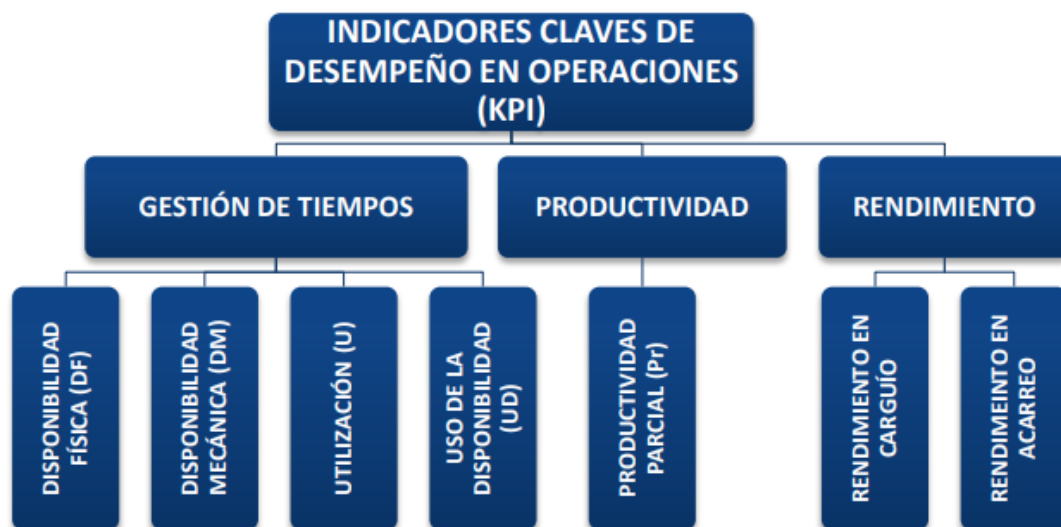 INDICADORES CLAVES DE
DESEMPEÑO EN OPERACIONES
(KPI)
GESTIÓN DE TIEMPOS
PRODUCTIVIDAD
RENDIMIENTO
DISPONIBILIDAD
FÍSICA (DF)
DISPONIBILIDAD
MECÁNICA (DM)
UTILIZACIÓN (U)
USO DE LA
DISPONIBILIDAD
(UD)
PRODUCTIVIDAD
PARCIAL (Pr)
RENDIMIENTO EN
CARGUÍO
RENDIMEINTO EN
ACARREO